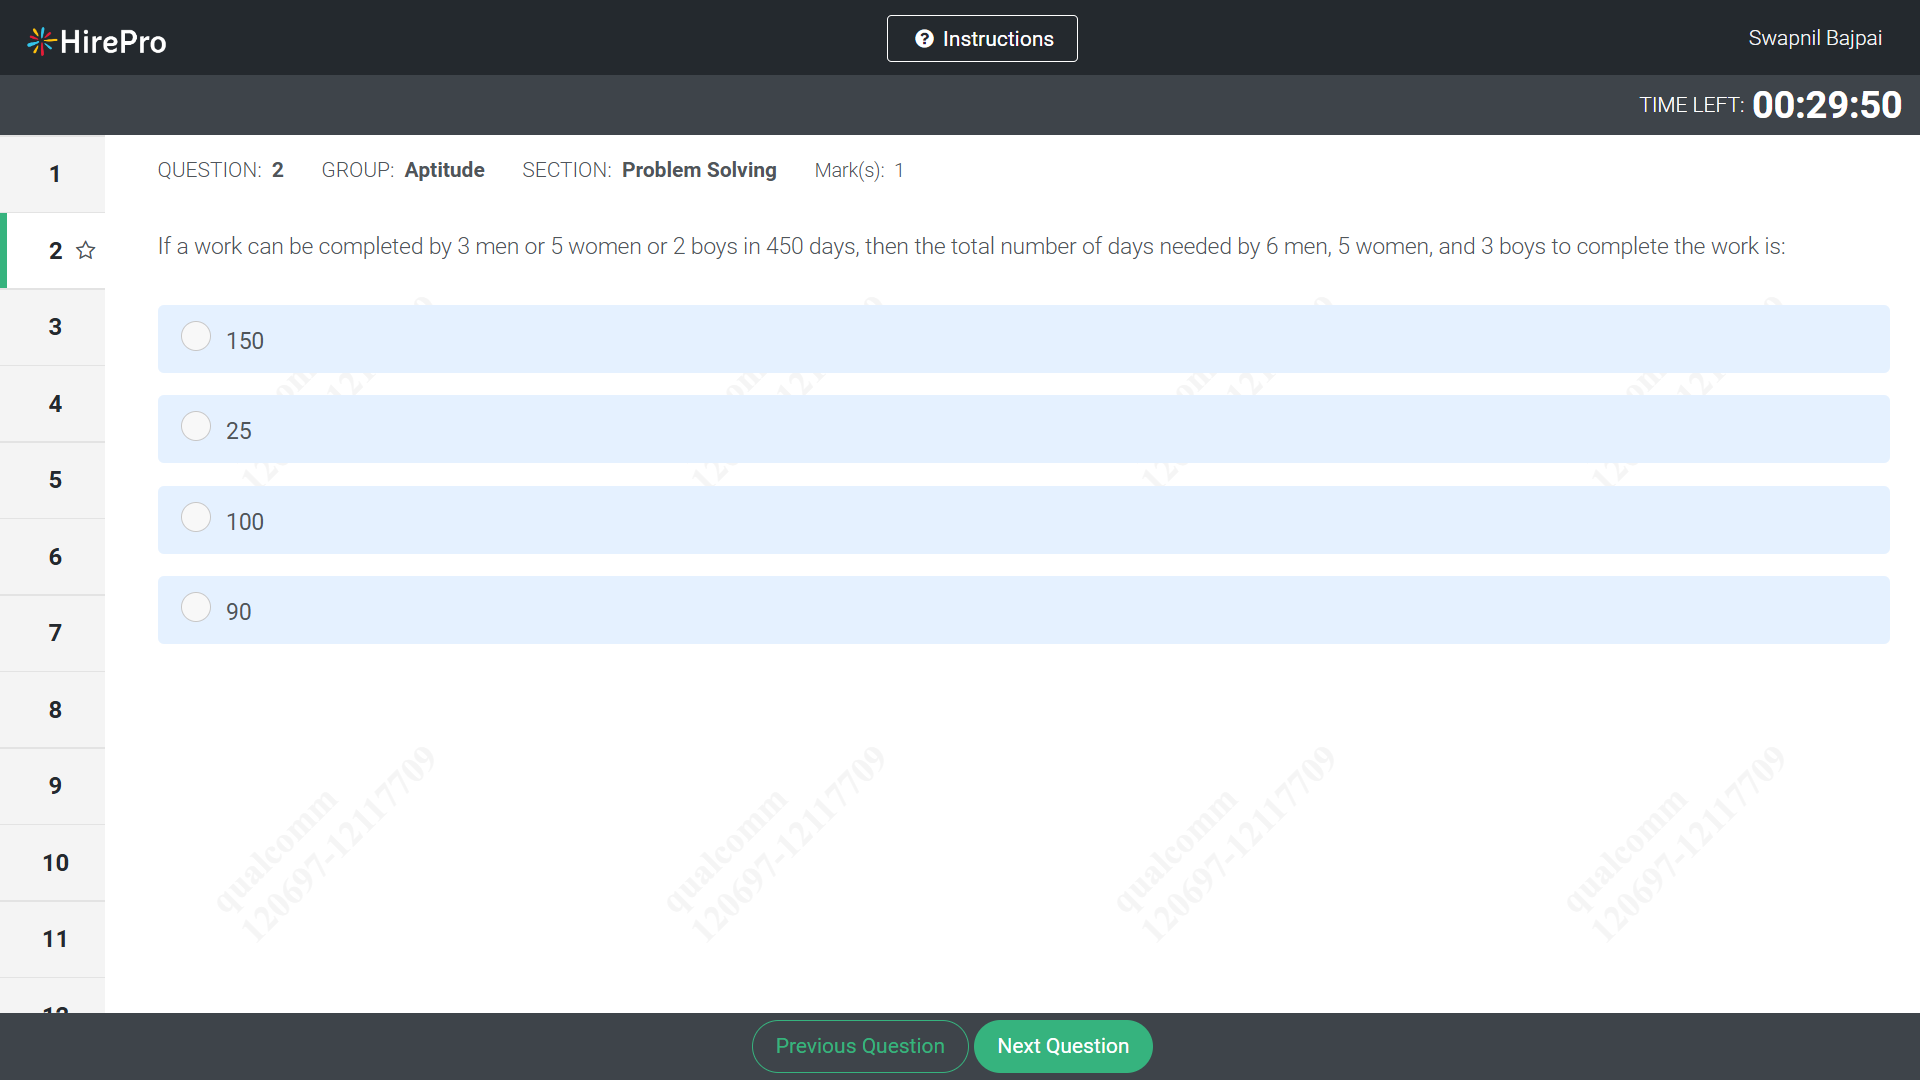 HirePro
Instructions
Swapnil Bajpai
TIME LEFT: 00:29:50
QUESTION: 2 GROUP: Aptitude SECTION: Problem Solving Mark(s): 1
If a work can be completed by 3 men or 5 women or 2 boys in 450 days, then the total number of days needed by 6 men, 5 women, and 3 boys to complete the work is:
150
25
100
90
1
2
3
4
5
6
7
8
9
10
11
12
qualcomm
120697-12117709
qualcomm
120697-12117709
qualcomm
120697-12117709
qualcomm
120697-12117709
Previous Question
Next Question